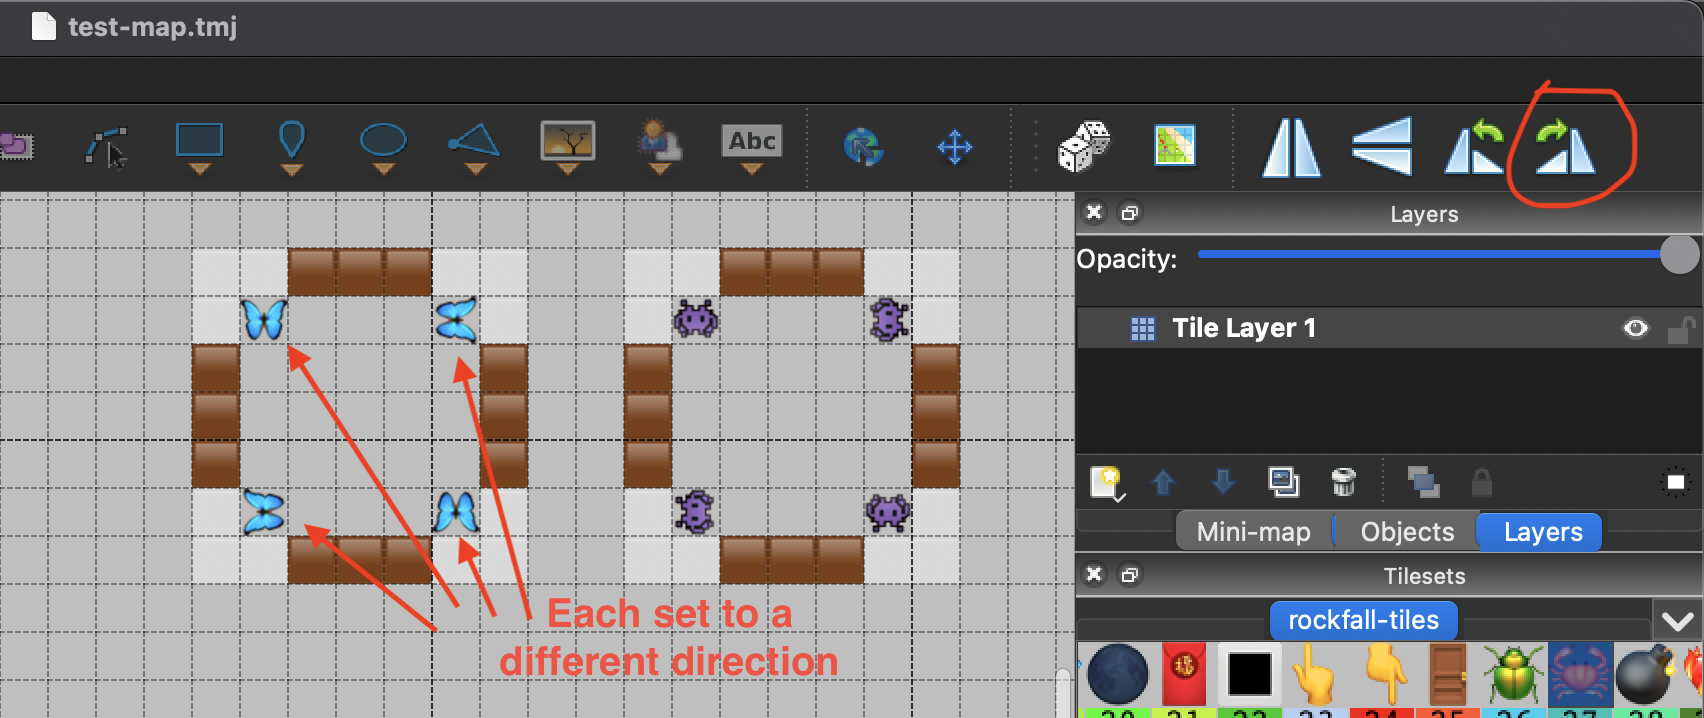 test-map.tmj
Abc
Layers
Opacity:
Tile Layer 1
Mini-map
Objects
Layers
Tilesets
rockfall-tiles
Each set to a
different direction